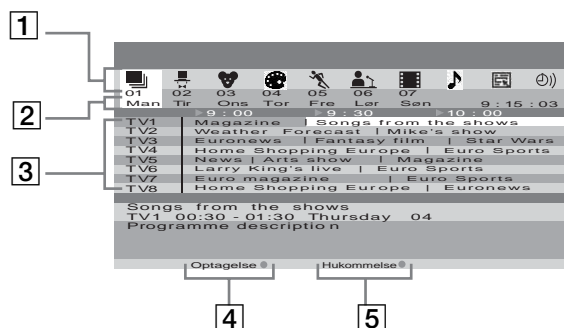 1
01 02 03 04 05 06 07
2
Man Tir Ons Tor Fre Lør Søn 9 : 15 : 03
9 : 00 9 : 30 10 : 00
TV1 Magazine | Songs from the shows
TV2 Weather Forecast | Mike's show
TV3 Euronews | Fantasy film | Star Wars
TV4 Home Shopping Europe | Euro Sports
3
TV5 News | Arts show | Magazine
TV6 Larry King's live | Euro Sports
TV7 Euro magazine | Euro Sports
TV8 Home Shopping Europe | Euronews
Songs from the shows
TV1 00:30 - 01:30 Thursday 04
Programme description
Optagelse Hukommelse
4 5